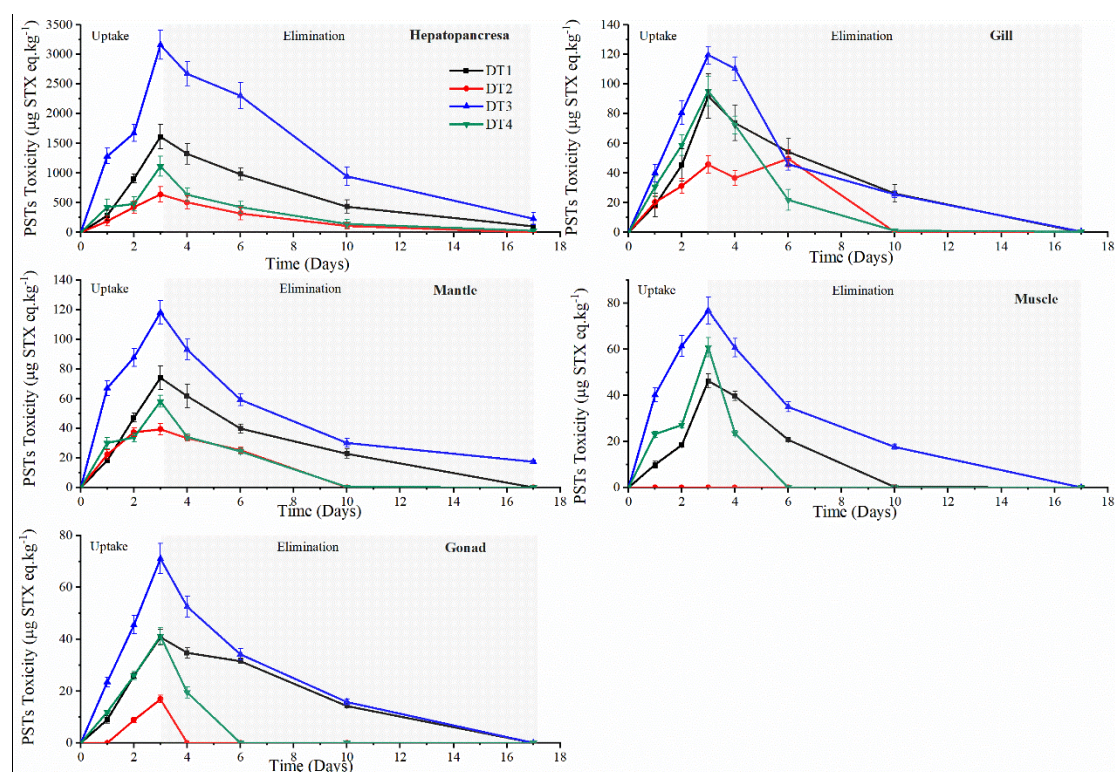 Uptake Elimination Hepatopancresa
DT1
DT2
DT3
DT4
PSTs Toxicity (µg STX eq.kg⁻¹)
3500
3000
2500
2000
1500
1000
500
0
0 2 4 6 8 10 12 14 16 18
Time (Days)
Uptake Elimination Gill
PSTs Toxicity (µg STX eq.kg⁻¹)
140
120
100
80
60
40
20
0
0 2 4 6 8 10 12 14 16 18
Time (Days)
Uptake Elimination Mantle
PSTs Toxicity (µg STX eq.kg⁻¹)
140
120
100
80
60
40
20
0
0 2 4 6 8 10 12 14 16 18
Time (Days)
Uptake Elimination Muscle
PSTs Toxicity (µg STX eq.kg⁻¹)
80
60
40
20
0
0 2 4 6 8 10 12 14 16 18
Time (Days)
Uptake Elimination Gonad
PSTs Toxicity (µg STX eq.kg⁻¹)
80
60
40
20
0
0 2 4 6 8 10 12 14 16 18
Time (Days)